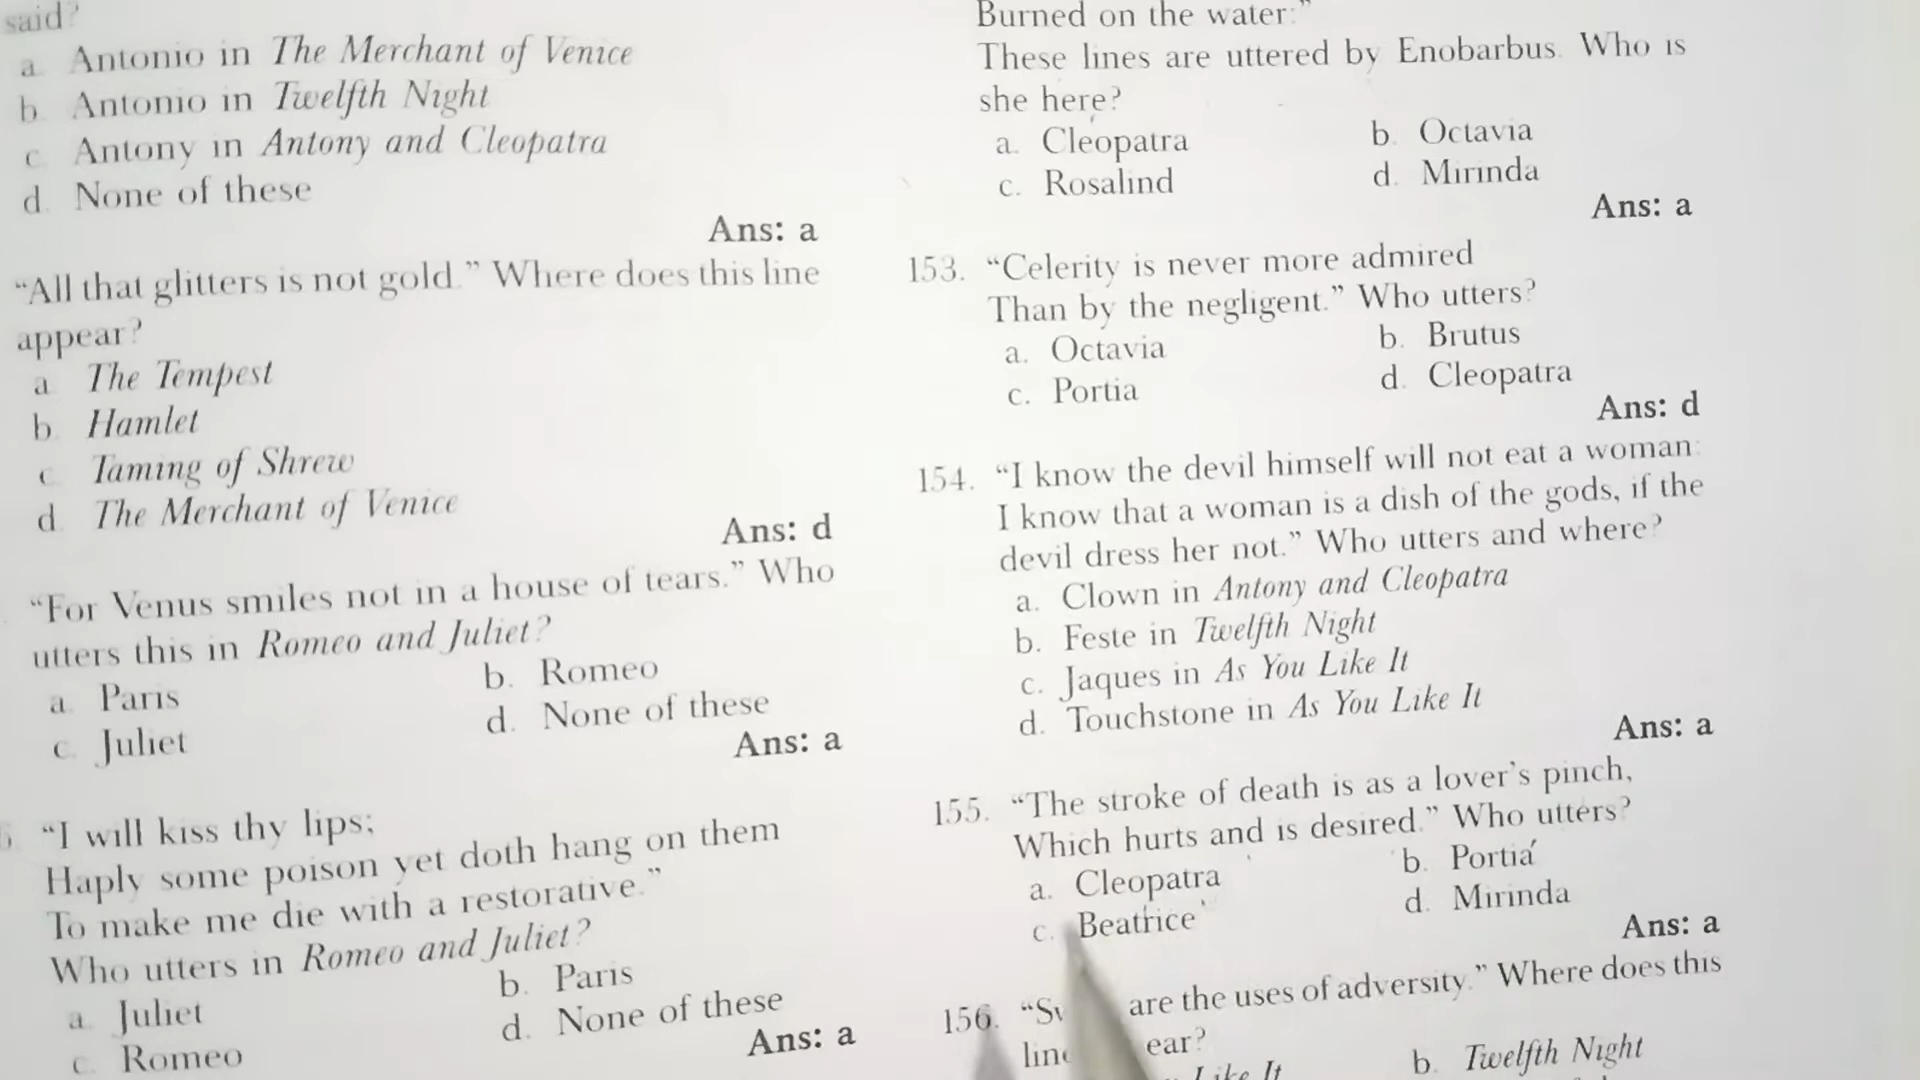 said?
a. Antonio in The Merchant of Venice
b. Antonio in Twelfth Night
c. Antony in Antony and Cleopatra
d. None of these
Ans: a
“All that glitters is not gold.” Where does this line
appear?
a. The Tempest
b. Hamlet
c. Taming of Shrew
d. The Merchant of Venice
Ans: d
“For Venus smiles not in a house of tears.” Who
utters this in Romeo and Juliet?
a. Paris b. Romeo
c. Juliet d. None of these
Ans: a
“I will kiss thy lips;
Haply some poison yet doth hang on them
To make me die with a restorative.”
Who utters in Romeo and Juliet?
a. Juliet b. Paris
c. Romeo d. None of these
Ans: a
Burned on the water:”
These lines are uttered by Enobarbus. Who is
she here?
a. Cleopatra b. Octavia
c. Rosalind d. Mirinda
Ans: a
153. “Celerity is never more admired
Than by the negligent.” Who utters?
a. Octavia b. Brutus
c. Portia d. Cleopatra
Ans: d
154. “I know the devil himself will not eat a woman:
I know that a woman is a dish of the gods, if the
devil dress her not.” Who utters and where?
a. Clown in Antony and Cleopatra
b. Feste in Twelfth Night
c. Jaques in As You Like It
d. Touchstone in As You Like It
Ans: a
155. “The stroke of death is as a lover’s pinch,
Which hurts and is desired.” Who utters?
a. Cleopatra b. Portia
c. Beatrice d. Mirinda
Ans: a
156. are the uses of adversity.” Where does this
ear?
Like It b. Twelfth Night